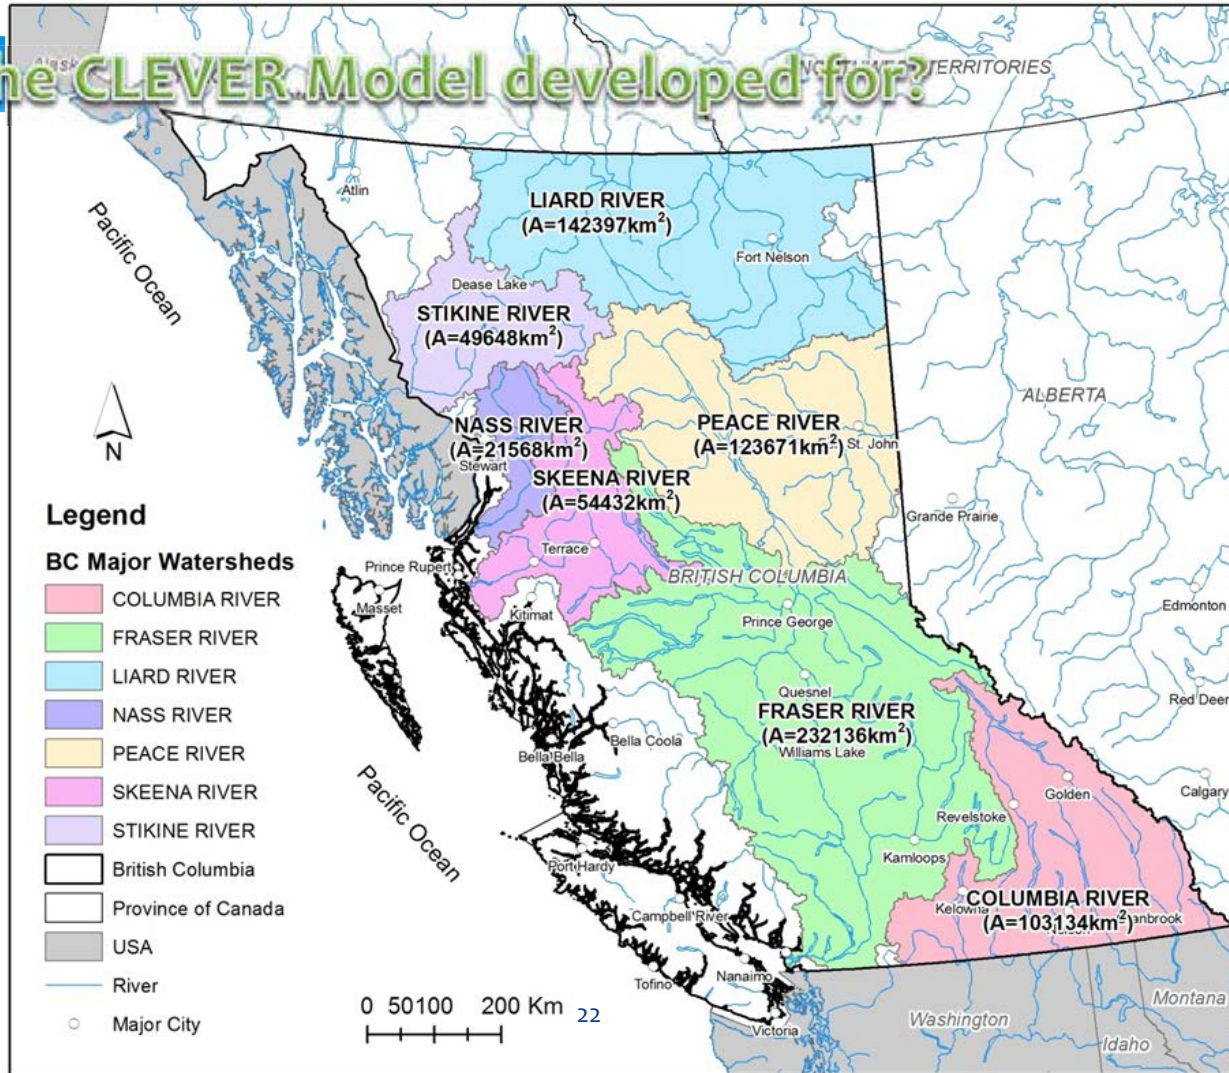 he CLEVER Model developed for?
NORTHWEST TERRITORIES
Atlin
Pacific Ocean
LIARD RIVER
(A=142397km²)
Fort Nelson
Dease Lake
STIKINE RIVER
(A=49648km²)
NASS RIVER
(A=21568km²)
Stewart
SKEENA RIVER
(A=54432km²)
PEACE RIVER
(A=123671km²)
St. John
ALBERTA
N
Grande Prairie
Terrace
Prince Rupert
BRITISH COLUMBIA
Masset
Kitimat
Prince George
Edmonton
Quesnel
Red Deer
FRASER RIVER
(A=232136km²)
Williams Lake
Bella Coola
Bella Bella
Pacific Ocean
Golden
Calgary
Revelstoke
Port Hardy
Kamloops
Campbell River
COLUMBIA RIVER
(A=103134km²)
Kelowna
anbrook
Tofino
Nanaimo
Victoria
Washington
Montana
Idaho
Legend
BC Major Watersheds
COLUMBIA RIVER
FRASER RIVER
LIARD RIVER
NASS RIVER
PEACE RIVER
SKEENA RIVER
STIKINE RIVER
British Columbia
Province of Canada
USA
River
Major City
0 50 100 200 Km
22